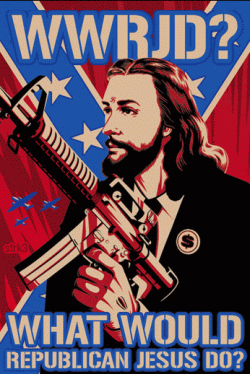 WWRJD?
$
WHAT WOULD
REPUBLICAN JESUS DO?